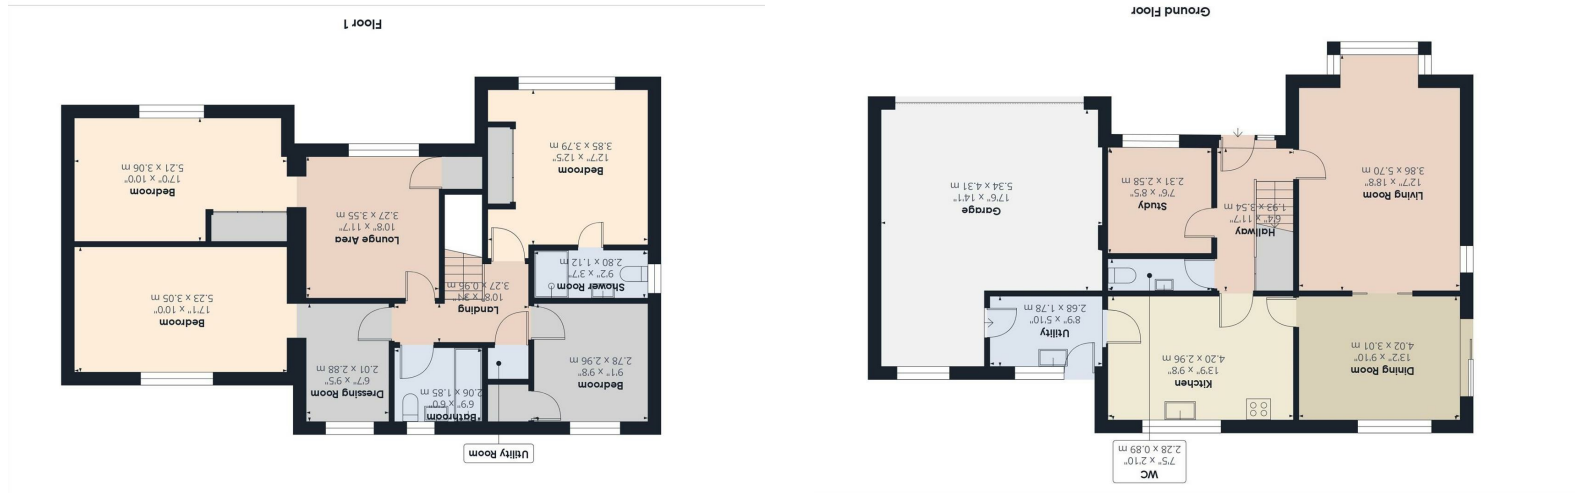 WC
7'5" x 2'10"
2.28 x 0.89 m
Kitchen
13'9" x 9'8"
4.20 x 2.96 m
Dining Room
13'2" x 9'10"
4.02 x 3.01 m
Utility
8'9" x 5'10"
2.68 x 1.78 m
Hallway
6'4" x 11'7"
1.93 x 3.54 m
Living Room
12'7" x 18'8"
3.86 x 5.70 m
Study
7'6" x 8'5"
2.31 x 2.58 m
Garage
17'6" x 14'1"
5.34 x 4.31 m
Ground Floor
Utility Room
Bedroom
9'1" x 9'8"
2.78 x 2.96 m
Bathroom
6'9" x 6'0"
2.06 x 1.85 m
Dressing Room
6'7" x 9'5"
2.01 x 2.88 m
Bedroom
17'1" x 10'0"
5.23 x 3.05 m
Landing
10'8" x 3'1"
3.27 x 0.95 m
Shower Room
9'2" x 3'7"
2.80 x 1.12 m
Lounge Area
10'8" x 11'7"
3.27 x 3.55 m
Bedroom
12'7" x 12'5"
3.85 x 3.79 m
Bedroom
17'0" x 10'0"
5.21 x 3.06 m
Floor 1